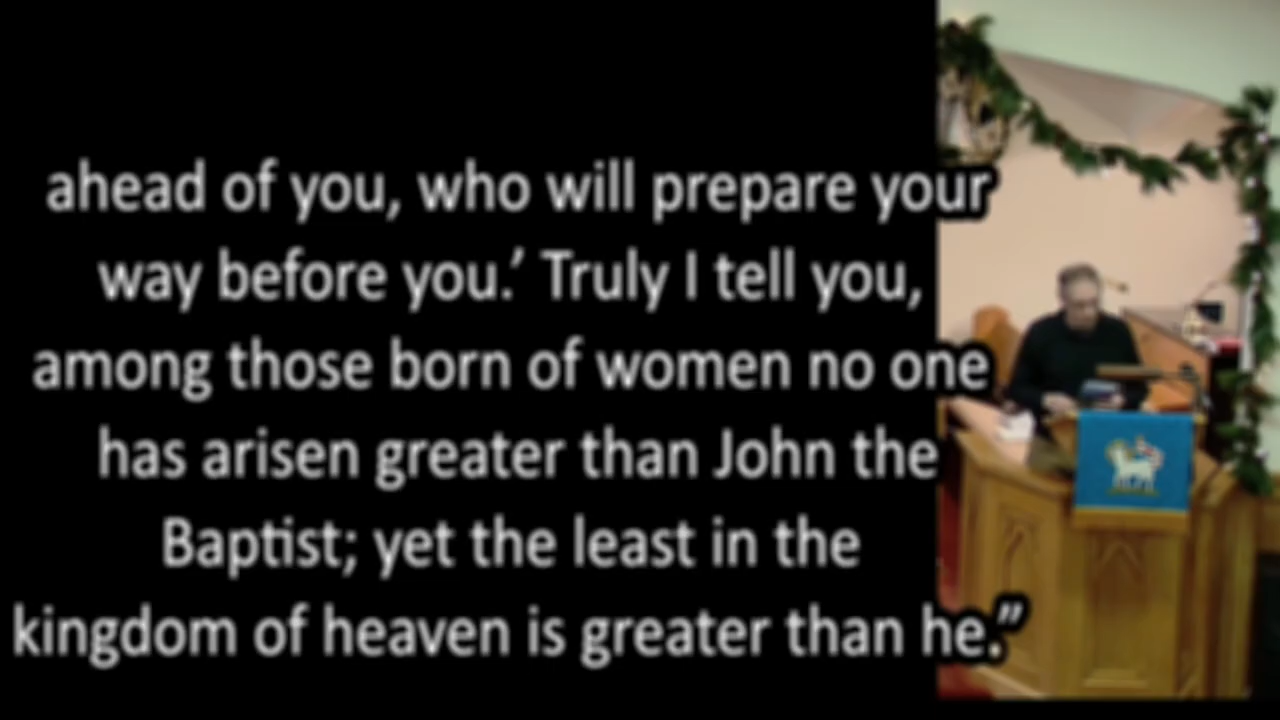 ahead of you, who will prepare your
way before you.’ Truly I tell you,
among those born of women no one
has arisen greater than John the
Baptist; yet the least in the
kingdom of heaven is greater than he.”